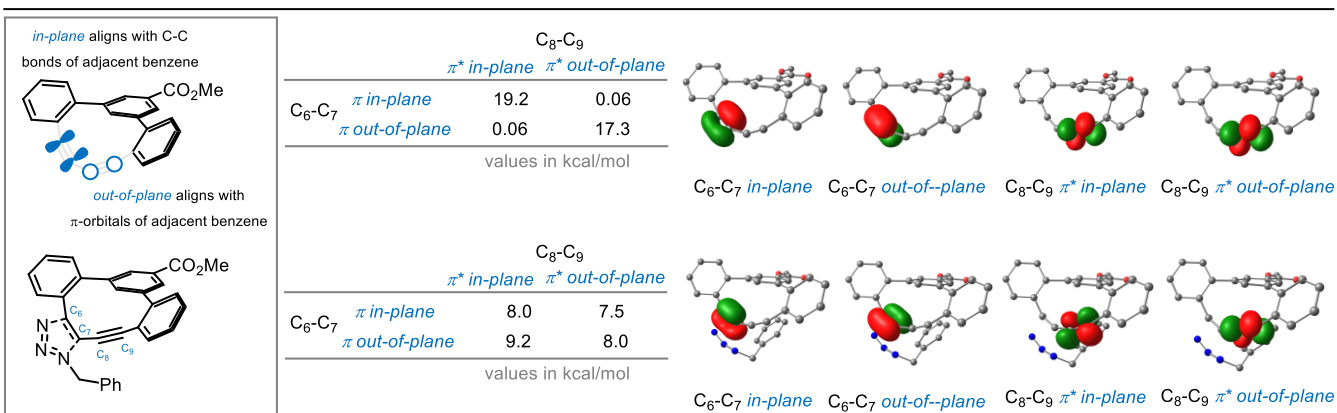 in-plane aligns with C-C
bonds of adjacent benzene
CO2Me
out-of-plane aligns with
π-orbitals of adjacent benzene
CO2Me
C6
C7
C8
C9
N
N
N
Ph
C8-C9
π* in-plane π* out-of-plane
C6-C7
π in-plane 19.2 0.06
π out-of-plane 0.06 17.3
values in kcal/mol
C6-C7 in-plane
C6-C7 out-of--plane
C8-C9 π* in-plane
C8-C9 π* out-of-plane
C8-C9
π* in-plane π* out-of-plane
C6-C7
π in-plane 8.0 7.5
π out-of-plane 9.2 8.0
values in kcal/mol
C6-C7 in-plane
C6-C7 out-of--plane
C8-C9 π* in-plane
C8-C9 π* out-of-plane